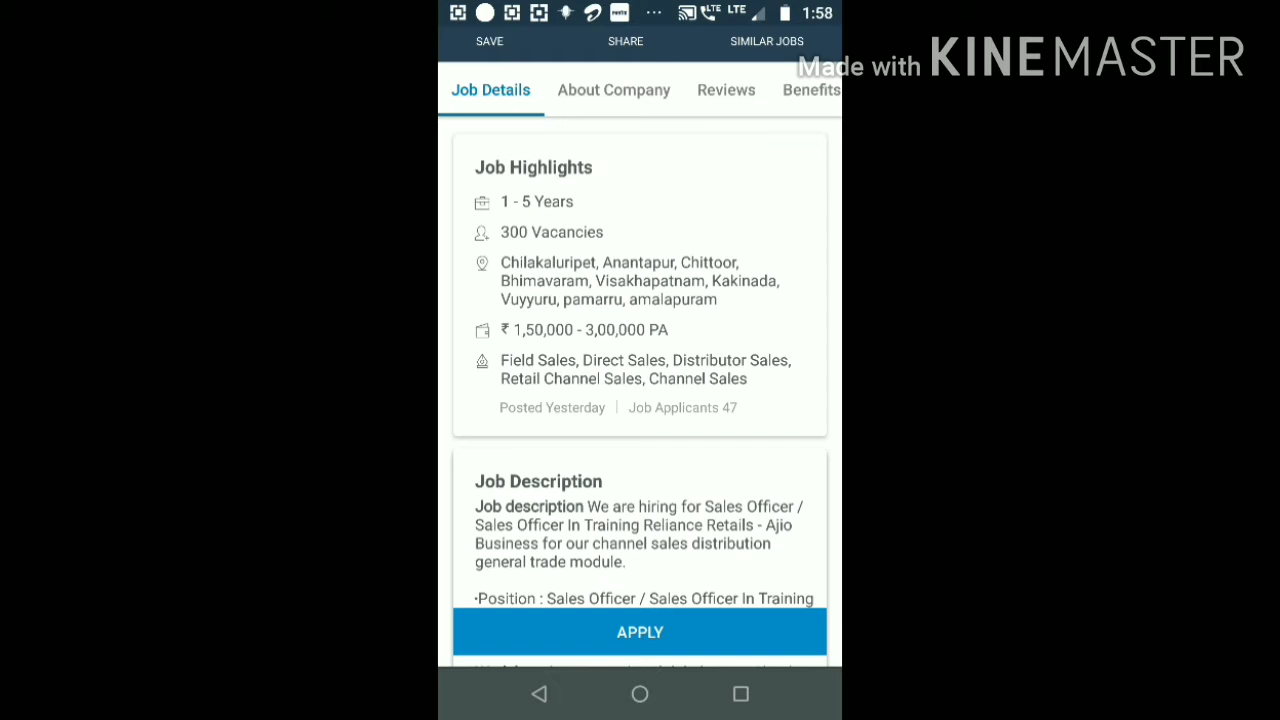 LTE LTE 1:58
SAVE SHARE SIMILAR JOBS
Made with KINEMASTER
Job Details About Company Reviews Benefits
Job Highlights
1 - 5 Years
300 Vacancies
Chilakaluripet, Anantapur, Chittoor,
Bhimavaram, Visakhapatnam, Kakinada,
Vuyyuru, pamarru, amalapuram
₹ 1,50,000 - 3,00,000 PA
Field Sales, Direct Sales, Distributor Sales,
Retail Channel Sales, Channel Sales
Posted Yesterday | Job Applicants 47
Job Description
Job description We are hiring for Sales Officer /
Sales Officer In Training Reliance Retails - Ajio
Business for our channel sales distribution
general trade module.
·Position : Sales Officer / Sales Officer In Training
APPLY